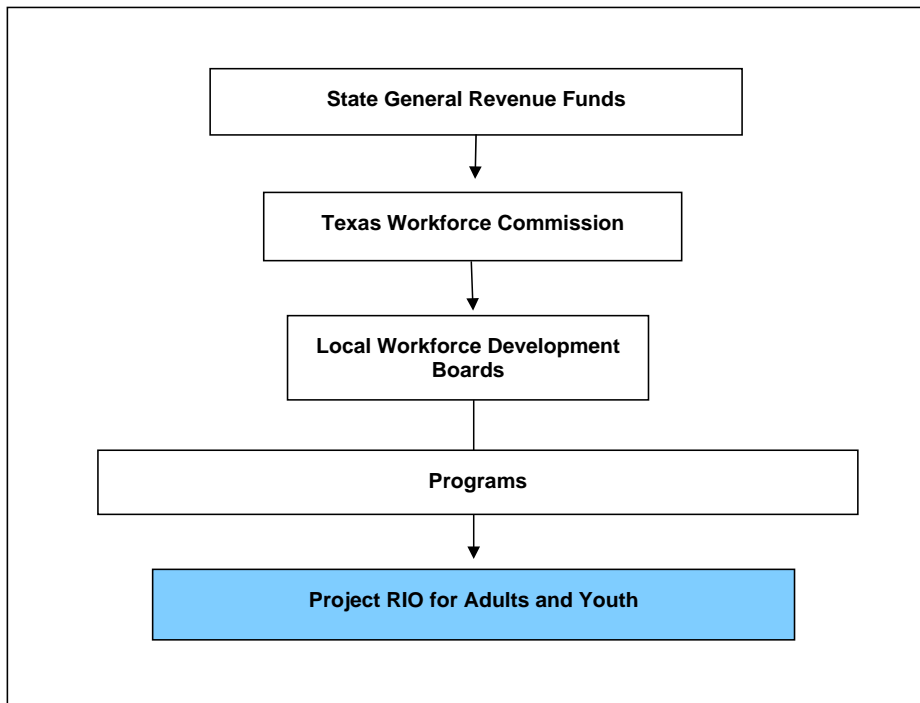 State General Revenue Funds
Texas Workforce Commission
Local Workforce Development
Boards
Programs
Project RIO for Adults and Youth